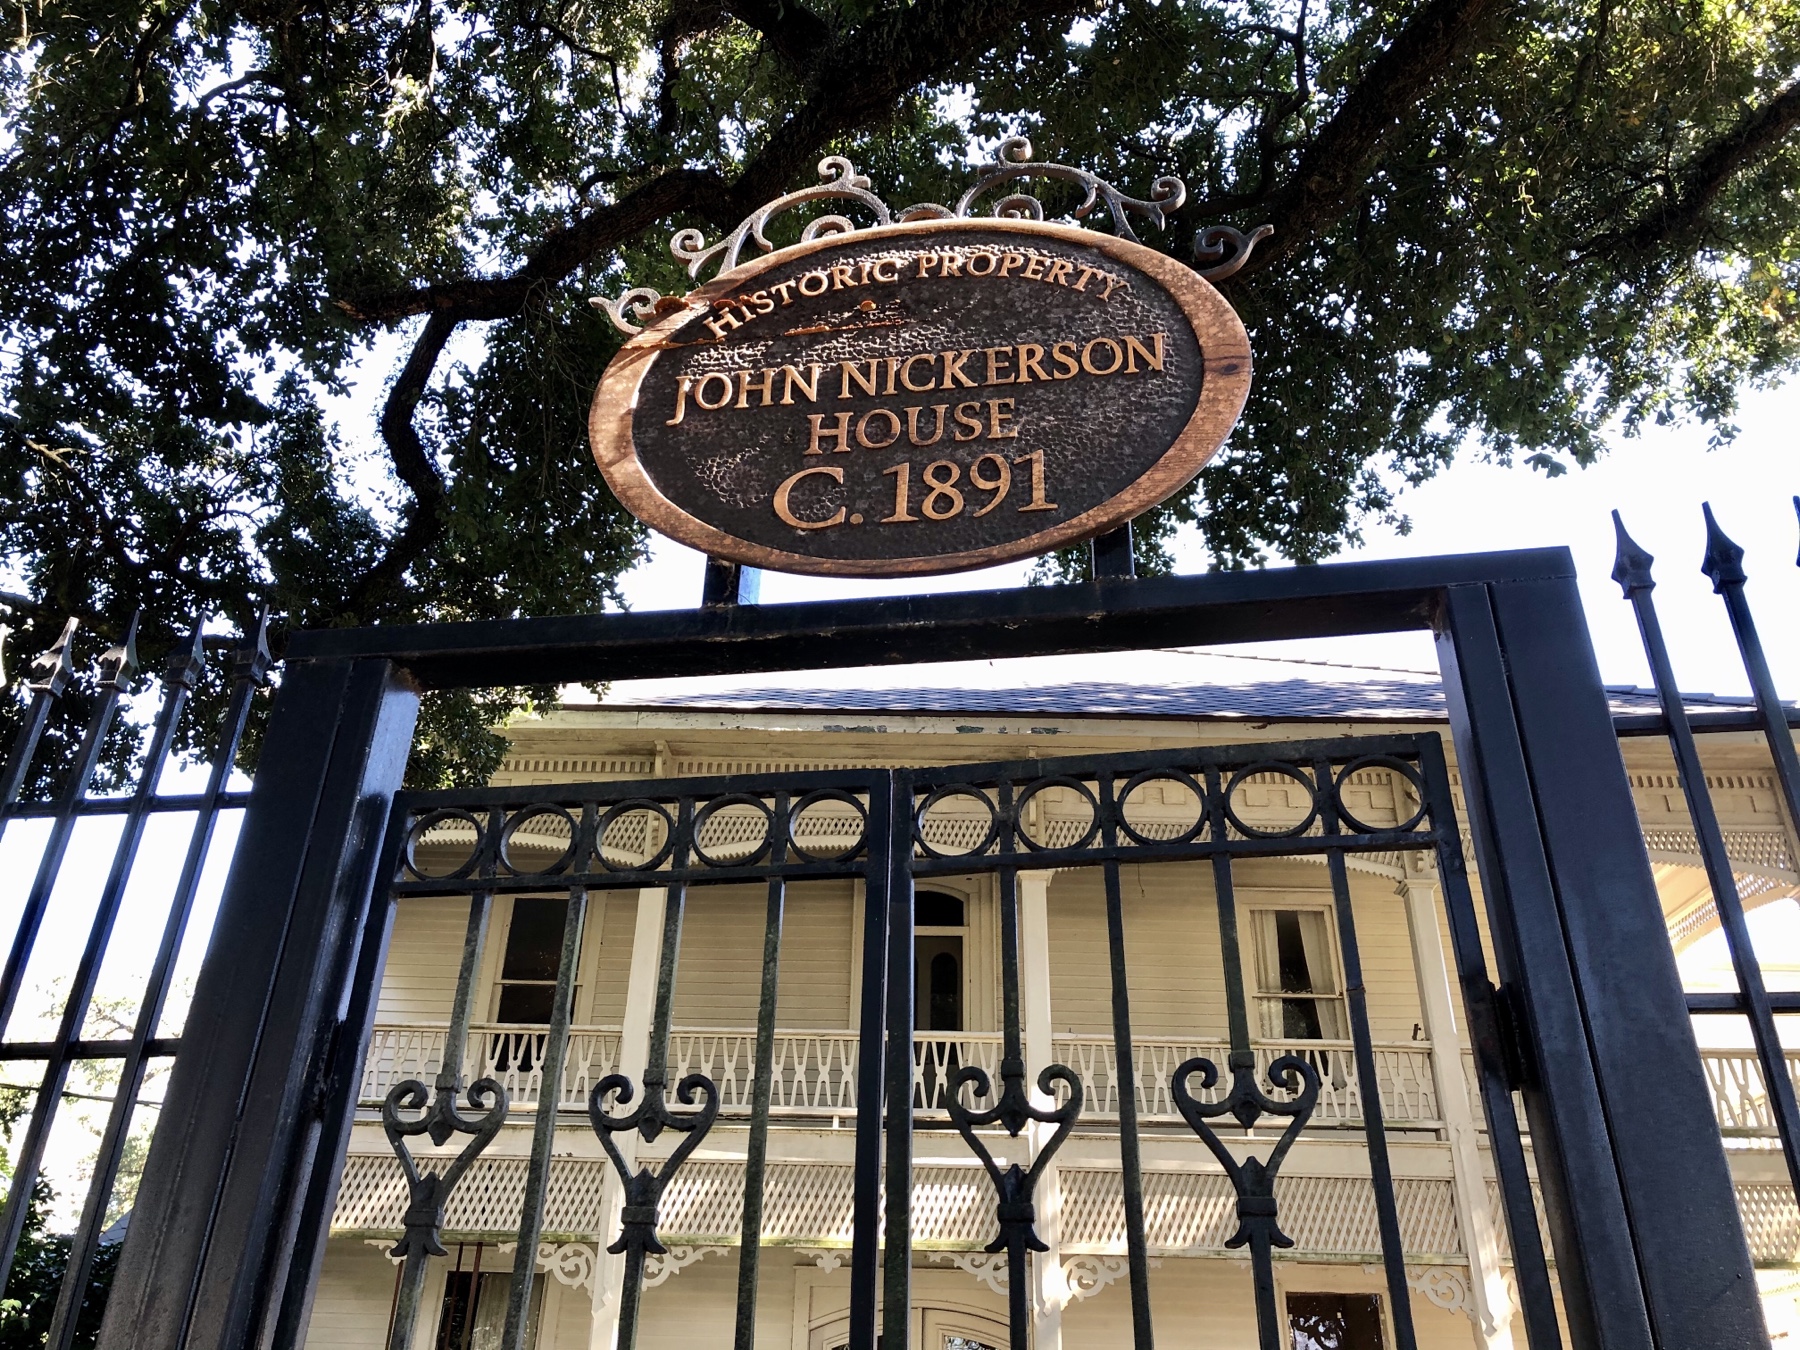 HISTORIC PROPERTY
JOHN NICKERSON
HOUSE
C. 1891